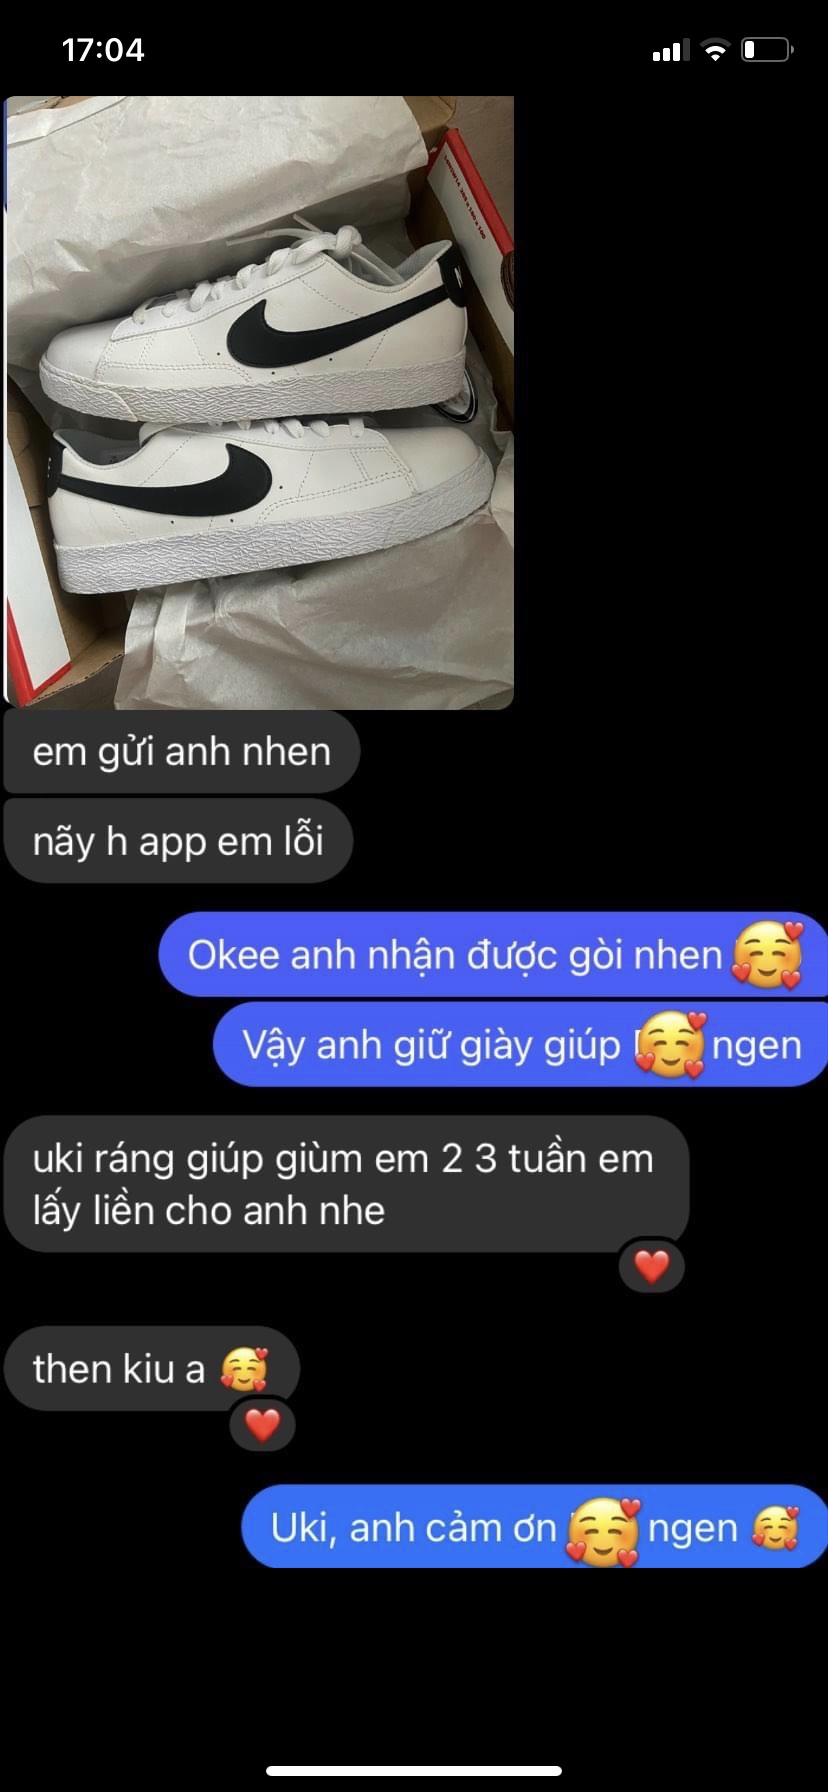 17:04
em gửi anh nhen
nãy h app em lỗi
Okee anh nhận được gòi nhen 🥰
Vậy anh giữ giày giúp 🥰 ngen
uki ráng giúp giùm em 2 3 tuần em
lấy liền cho anh nhe
then kiu a 🥰
Uki, anh cảm ơn 🥰 ngen 🥰